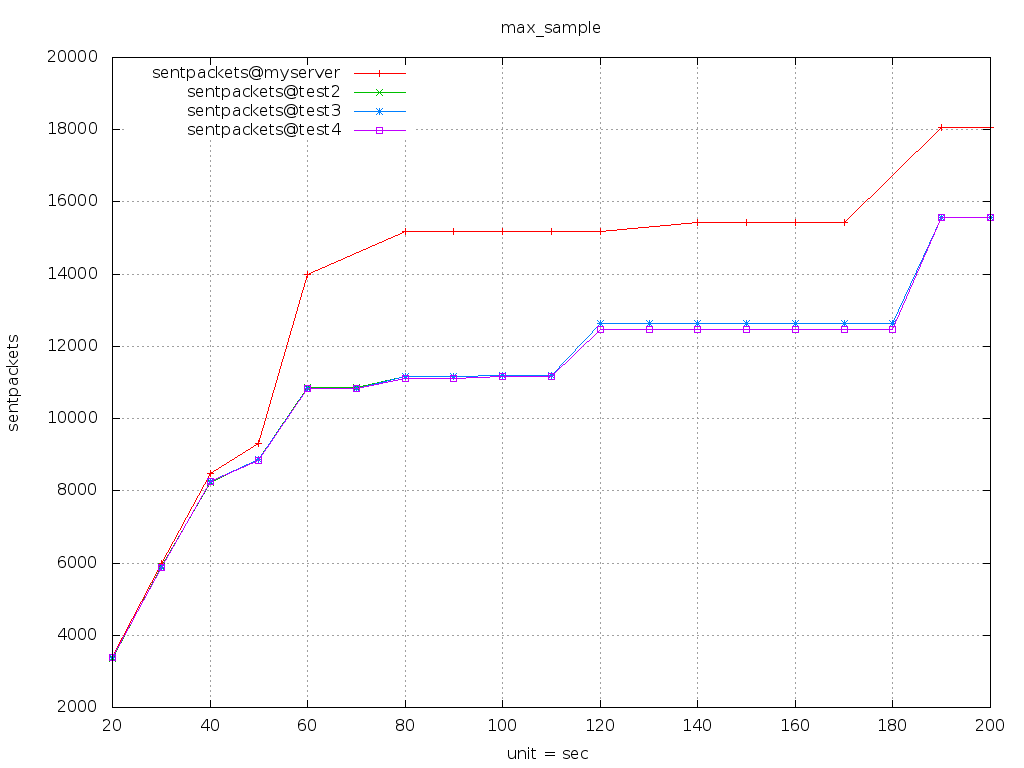 max_sample
20000
18000
16000
14000
12000
10000
8000
6000
4000
2000
sentpackets@myserver
sentpackets@test2
sentpackets@test3
sentpackets@test4
sentpackets
20 40 60 80 100 120 140 160 180 200
unit = sec